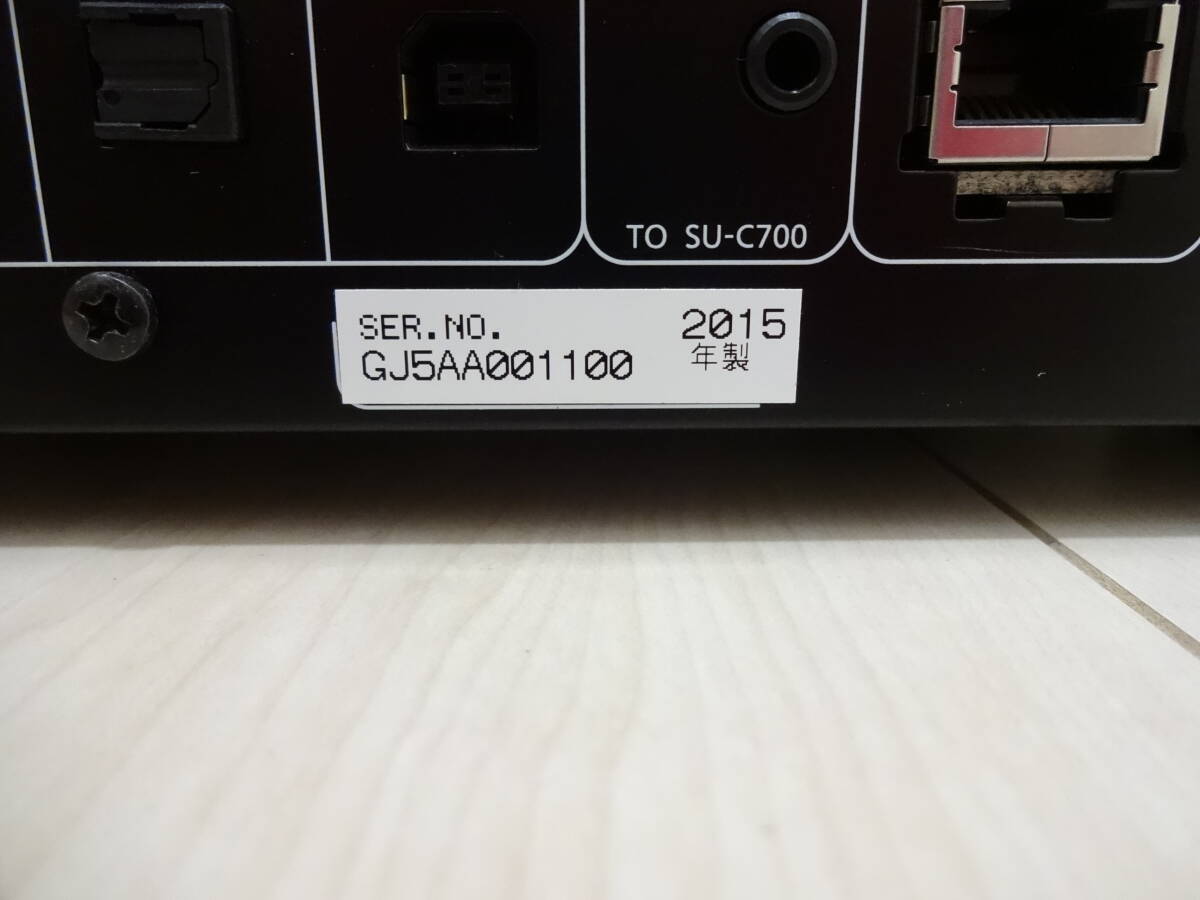 TO SU-C700
SER.NO. 2015
GJ5AA001100 年製